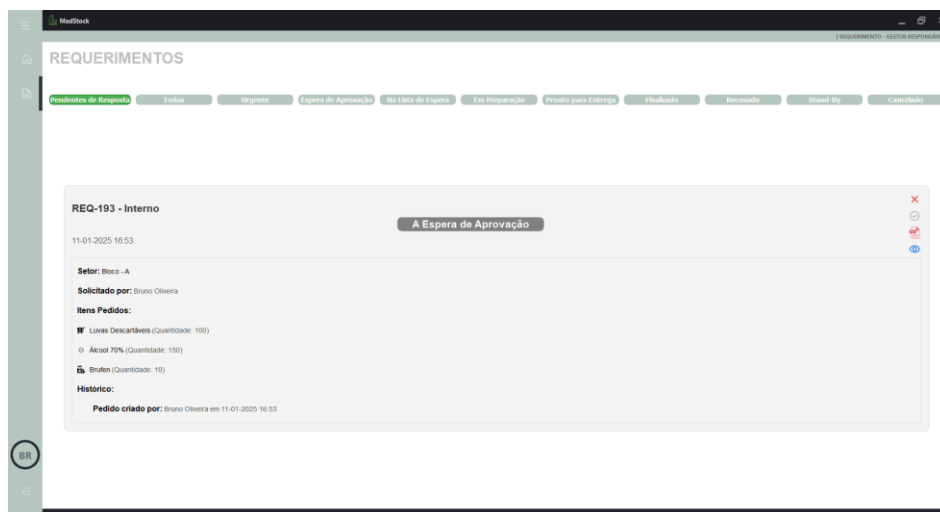 MedStock
| REQUERIMENTO - GESTOR RESPONSÁV
REQUERIMENTOS
Pendentes de Resposta Todos Urgente Espera de Aprovação Na Lista de Espera Em Preparação Pronto para Entrega Finalizado Recusado Stand-By Cancelado
REQ-193 - Interno
A Espera de Aprovação
11-01-2025 16:53
Setor: Bloco - A
Solicitado por: Bruno Oliveira
Itens Pedidos:
Luvas Descartáveis (Quantidade: 100)
Álcool 70% (Quantidade: 150)
Brufen (Quantidade: 10)
Histórico:
Pedido criado por: Bruno Oliveira em 11-01-2025 16:53
BR